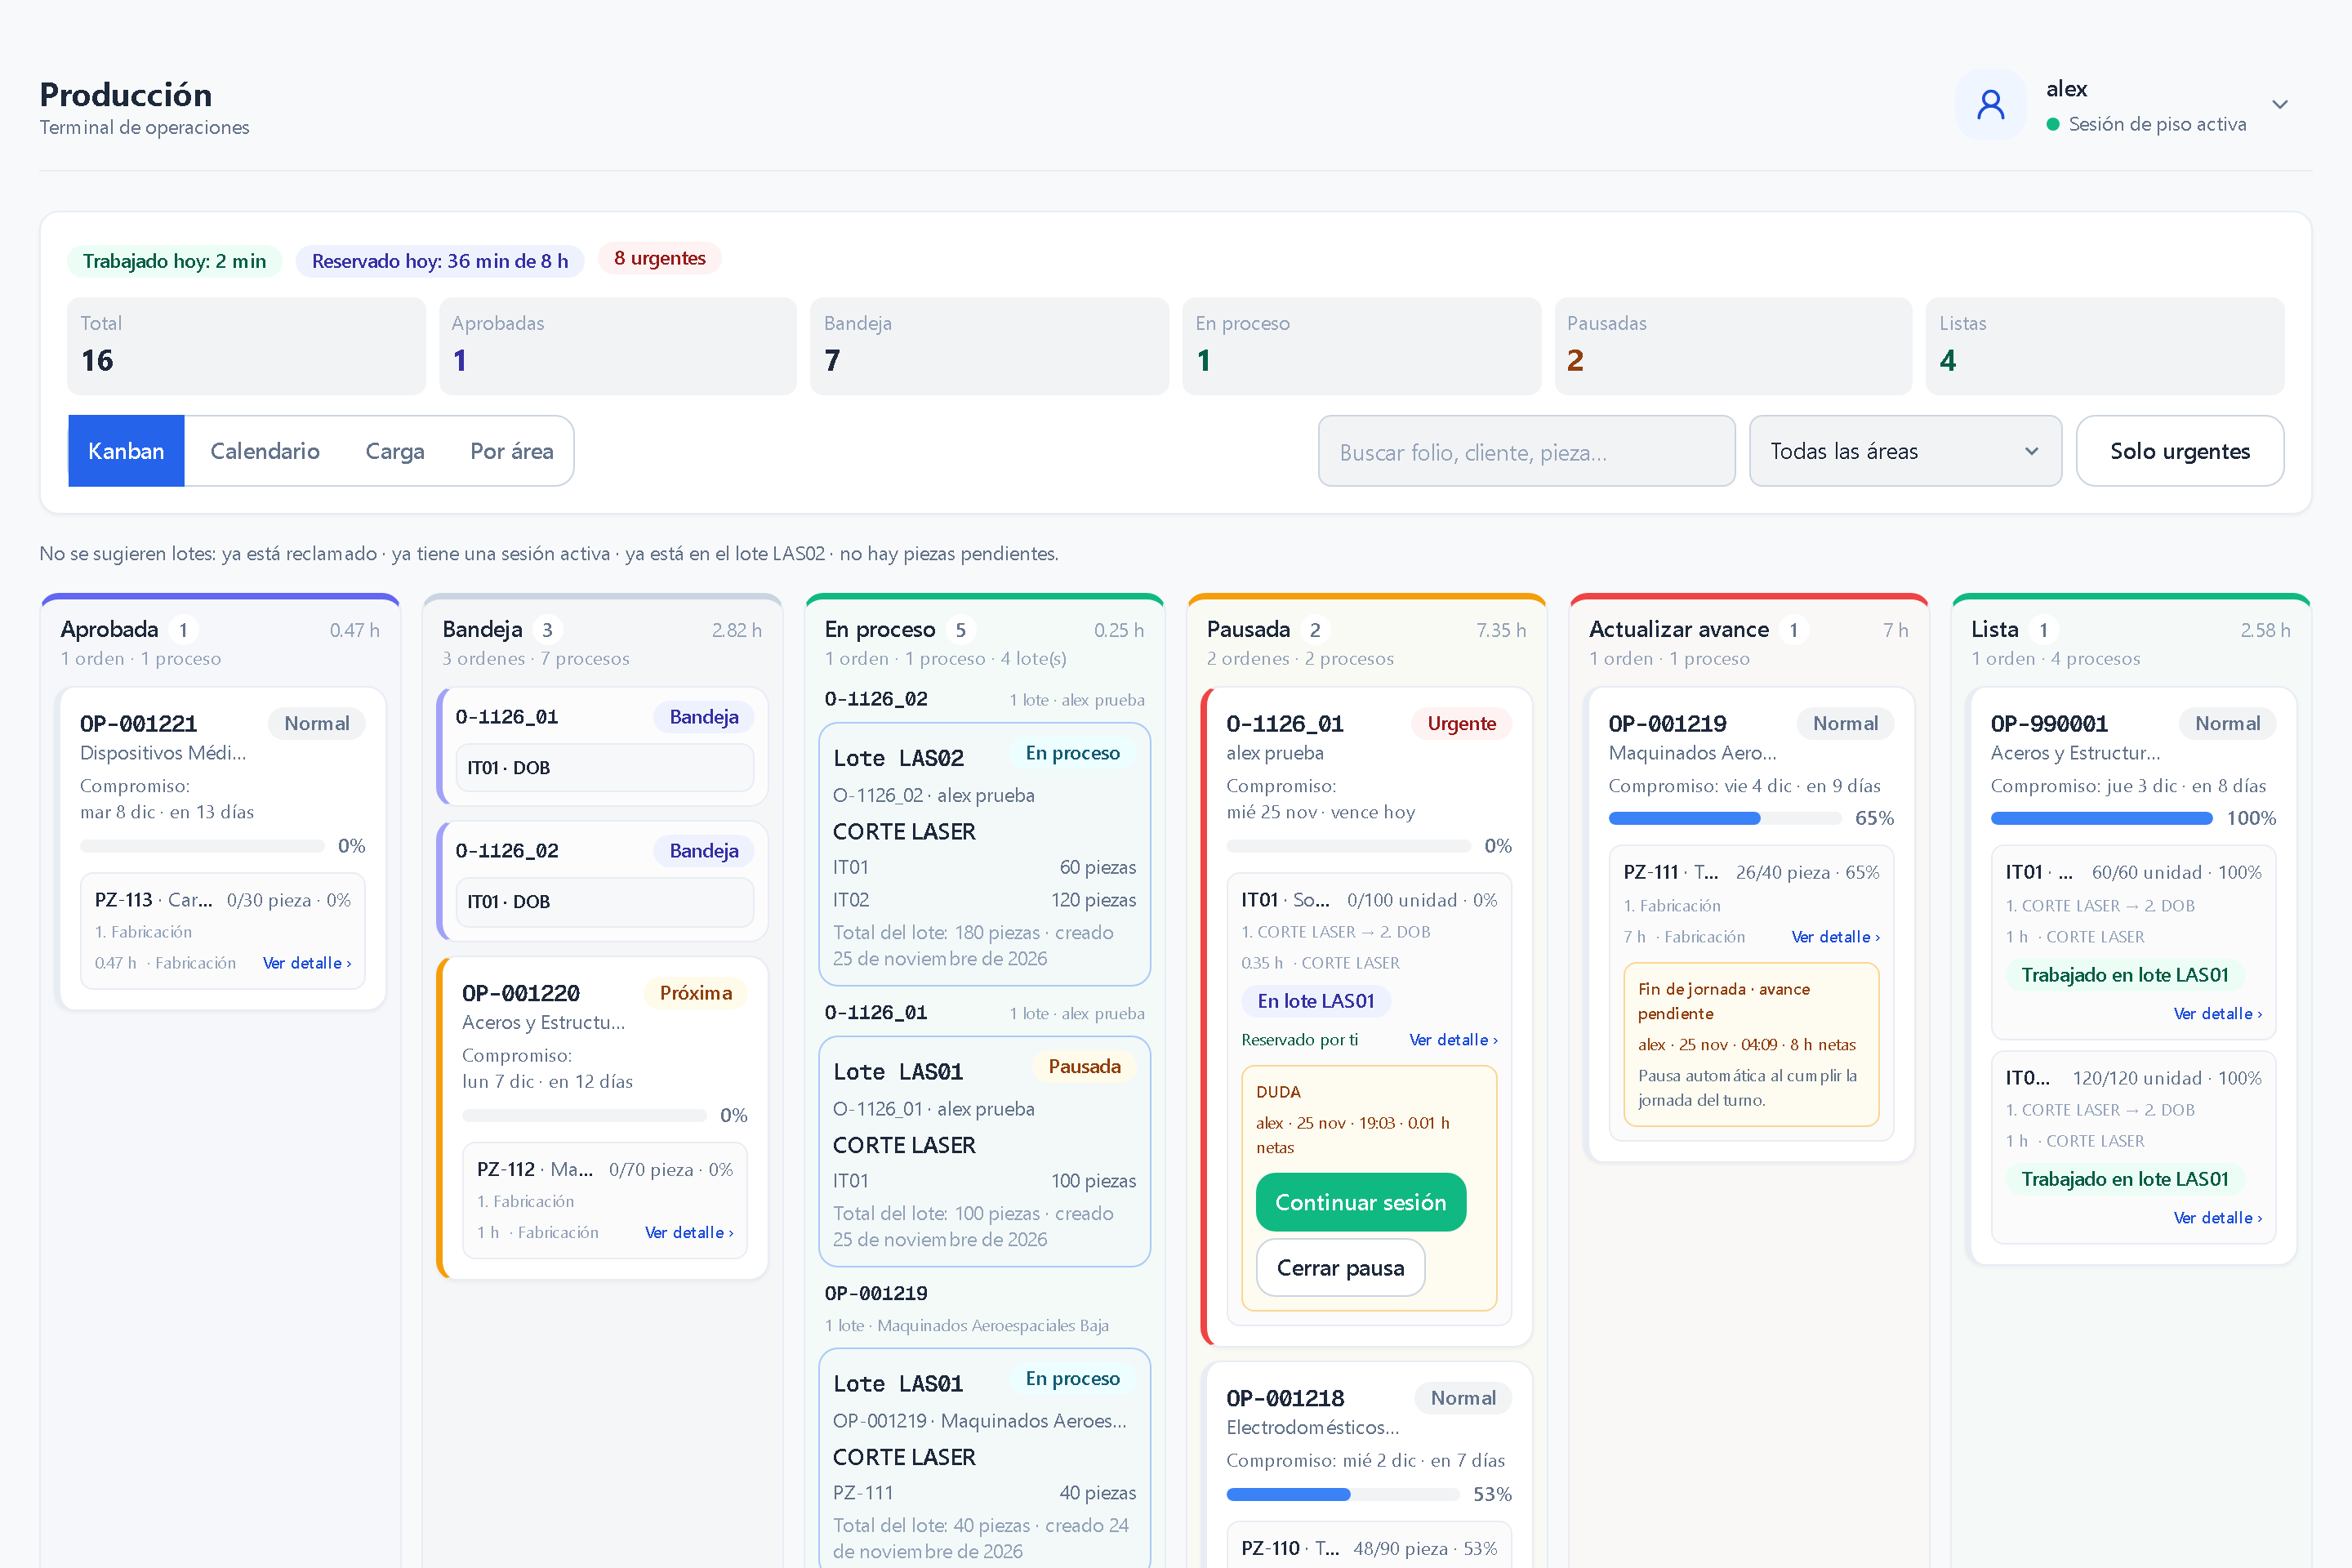 Producción
Terminal de operaciones
alex
Sesión de piso activa
Trabajado hoy: 2 min
Reservado hoy: 36 min de 8 h
8 urgentes
Total
16
Aprobadas
1
Bandeja
7
En proceso
1
Pausadas
2
Listas
4
Kanban
Calendario
Carga
Por área
Buscar folio, cliente, pieza...
Todas las áreas
Solo urgentes
No se sugieren lotes: ya está reclamado · ya tiene una sesión activa · ya está en el lote LAS02 · no hay piezas pendientes.
Aprobada 1 0.47 h
1 orden · 1 proceso
OP-001221 Normal
Dispositivos Médi...
Compromiso:
mar 8 dic · en 13 días
0%
PZ-113 · Car... 0/30 pieza · 0%
1. Fabricación
0.47 h · Fabricación Ver detalle ›
Bandeja 3 2.82 h
3 ordenes · 7 procesos
O-1126_01 Bandeja
IT01 · DOB
O-1126_02 Bandeja
IT01 · DOB
OP-001220 Próxima
Aceros y Estructu...
Compromiso:
lun 7 dic · en 12 días
0%
PZ-112 · Ma... 0/70 pieza · 0%
1. Fabricación
1 h · Fabricación Ver detalle ›
En proceso 5 0.25 h
1 orden · 1 proceso · 4 lote(s)
O-1126_02 1 lote · alex prueba
Lote LAS02 En proceso
O-1126_02 · alex prueba
CORTE LASER
IT01 60 piezas
IT02 120 piezas
Total del lote: 180 piezas · creado
25 de noviembre de 2026
O-1126_01 1 lote · alex prueba
Lote LAS01 Pausada
O-1126_01 · alex prueba
CORTE LASER
IT01 100 piezas
Total del lote: 100 piezas · creado
25 de noviembre de 2026
OP-001219
1 lote · Maquinados Aeroespaciales Baja
Lote LAS01 En proceso
OP-001219 · Maquinados Aeroes...
CORTE LASER
PZ-111 40 piezas
Total del lote: 40 piezas · creado 24
de noviembre de 2026
Pausada 2 7.35 h
2 ordenes · 2 procesos
O-1126_01 Urgente
alex prueba
Compromiso:
mié 25 nov · vence hoy
0%
IT01 · So... 0/100 unidad · 0%
1. CORTE LASER → 2. DOB
0.35 h · CORTE LASER
En lote LAS01
Reservado por ti Ver detalle ›
DUDA
alex · 25 nov · 19:03 · 0.01 h
netas
Continuar sesión
Cerrar pausa
OP-001218 Normal
Electrodomésticos...
Compromiso: mié 2 dic · en 7 días
53%
PZ-110 · T... 48/90 pieza · 53%
Actualizar avance 1 7 h
1 orden · 1 proceso
OP-001219 Normal
Maquinados Aero...
Compromiso: vie 4 dic · en 9 días
65%
PZ-111 · T... 26/40 pieza · 65%
1. Fabricación
7 h · Fabricación Ver detalle ›
Fin de jornada · avance
pendiente
alex · 25 nov · 04:09 · 8 h netas
Pausa automática al cumplir la
jornada del turno.
Lista 1 2.58 h
1 orden · 4 procesos
OP-990001 Normal
Aceros y Estructur...
Compromiso: jue 3 dic · en 8 días
100%
IT01 · ... 60/60 unidad · 100%
1. CORTE LASER → 2. DOB
1 h · CORTE LASER
Trabajado en lote LAS01
Ver detalle ›
IT0... 120/120 unidad · 100%
1. CORTE LASER → 2. DOB
1 h · CORTE LASER
Trabajado en lote LAS01
Ver detalle ›